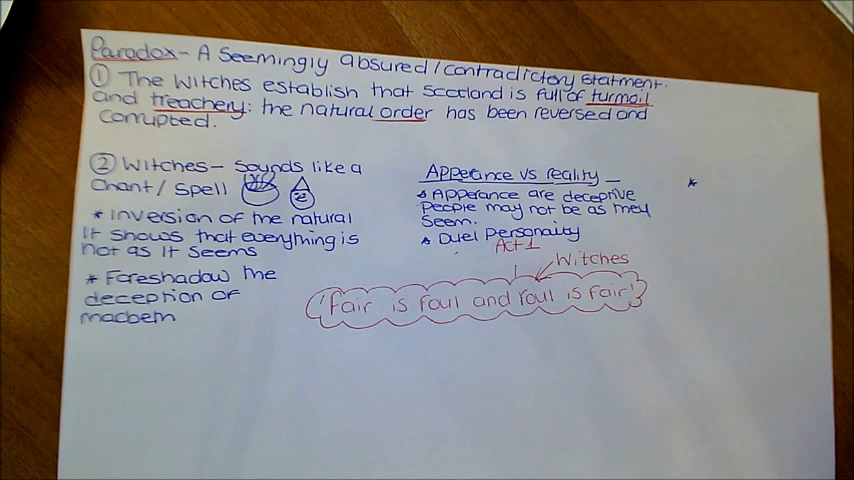 Paradox - A Seemingly absured / contradictory Statment.
① The Witches establish that Scotland is full of turmoil
and treachery: the natural order has been reversed and
corrupted.
② Witches - sounds like a
Chant / Spell
* Inversion of the natural
It shows that everything is
not as it seems
* Foreshadow the
deception of
macbeth
Apperance vs reality
* Apperance are deceptive
People may not be as they
Seem.
* Duel Personality
Act 1
Witches
'Fair is Foul and Foul is Fair'